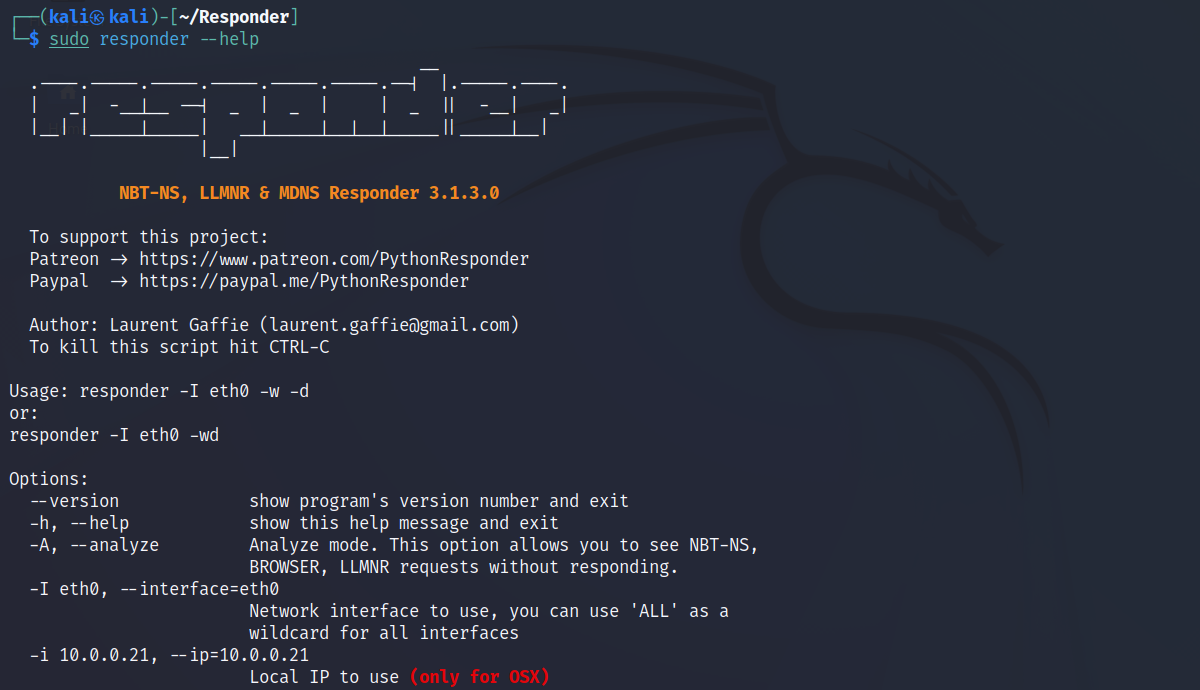 ┌──(kali㉿kali)-[~/Responder]
└─$ sudo responder --help
NBT-NS, LLMNR & MDNS Responder 3.1.3.0
To support this project:
Patreon -> https://www.patreon.com/PythonResponder
Paypal  -> https://paypal.me/PythonResponder
Author: Laurent Gaffie (laurent.gaffie@gmail.com)
To kill this script hit CTRL-C
Usage: responder -I eth0 -w -d
or:
responder -I eth0 -wd
Options:
--version             show program's version number and exit
-h, --help            show this help message and exit
-A, --analyze         Analyze mode. This option allows you to see NBT-NS,
BROWSER, LLMNR requests without responding.
-I eth0, --interface=eth0
Network interface to use, you can use 'ALL' as a
wildcard for all interfaces
-i 10.0.0.21, --ip=10.0.0.21
Local IP to use (only for OSX)